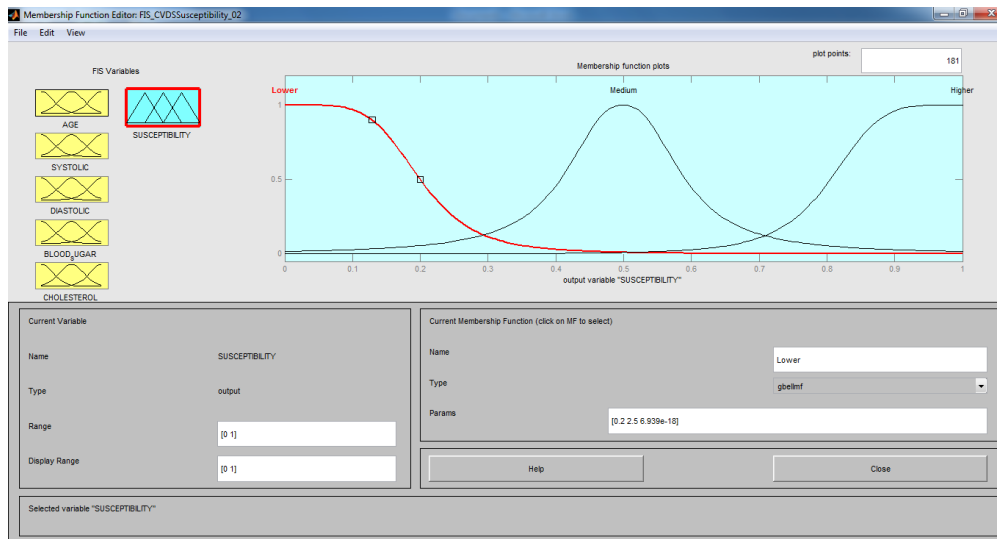 Membership Function Editor: FIS_CVDSSusceptibility_02
File Edit View
plot points: 181
FIS Variables
Membership function plots
AGE
SUSCEPTIBILITY
SYSTOLIC
DIASTOLIC
BLOOD_SUGAR
CHOLESTEROL
Lower Medium Higher
1
0.5
0
0 0.1 0.2 0.3 0.4 0.5 0.6 0.7 0.8 0.9 1
output variable "SUSCEPTIBILITY"
Current Variable
Name SUSCEPTIBILITY
Type output
Range [0 1]
Display Range [0 1]
Current Membership Function (click on MF to select)
Name Lower
Type gbellmf
Params [0.2 2.5 6.939e-18]
Help Close
Selected variable "SUSCEPTIBILITY"